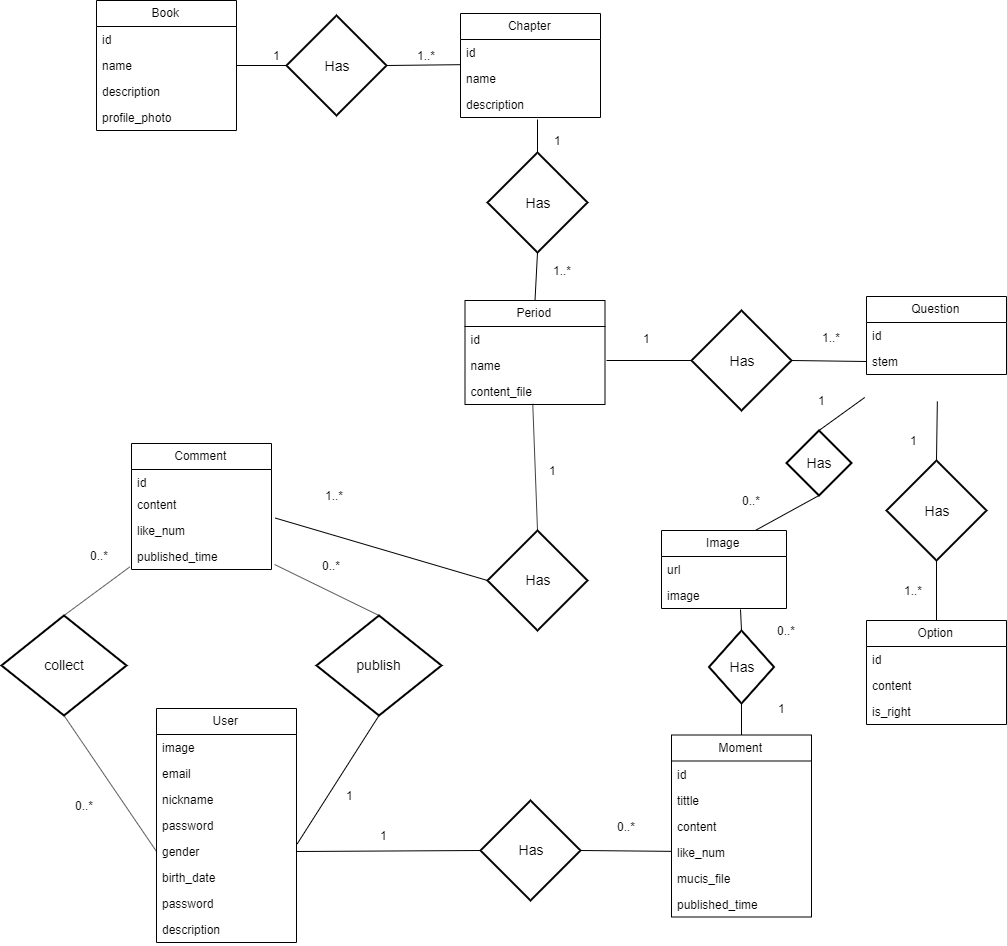 Book
id
name
description
profile_photo
1
Has
1..*
Chapter
id
name
description
1
Has
1..*
Period
id
name
content_file
1
Has
1..*
Question
id
stem
1
Has
0..*
1
Has
1..*
Comment
id
content
like_num
published_time
1..*
1
Has
0..*
collect
0..*
0..*
publish
1
Image
url
image
0..*
Has
1
Option
id
content
is_right
User
image
email
nickname
password
gender
birth_date
password
description
1
Has
0..*
Moment
id
tittle
content
like_num
mucis_file
published_time